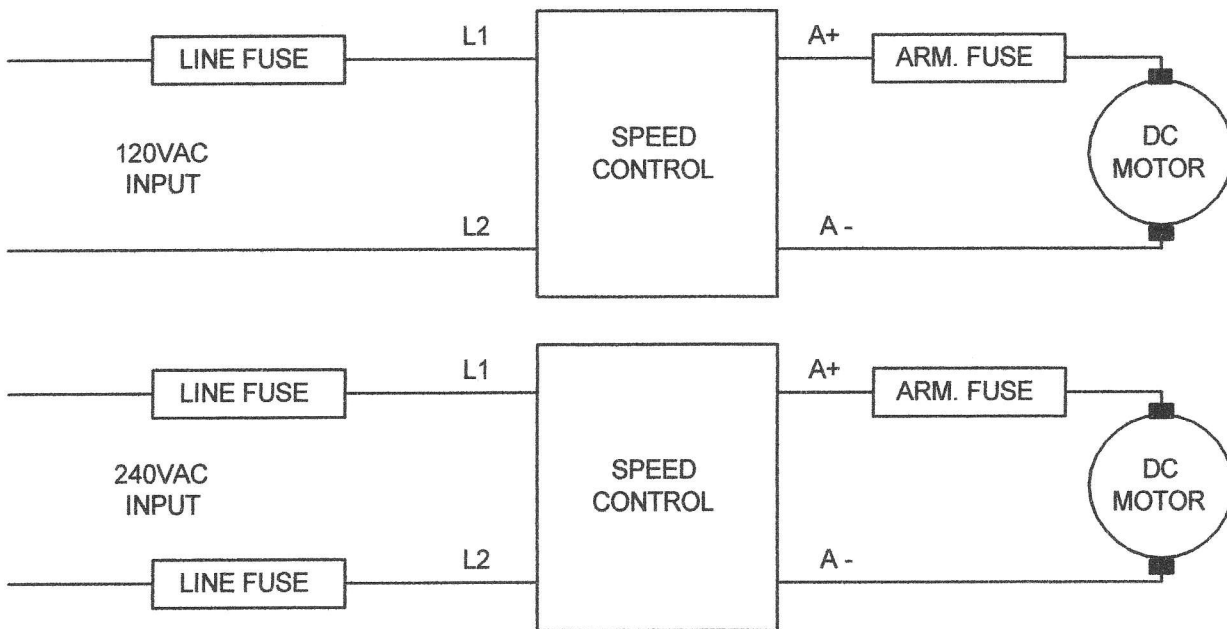 L1
A+
LINE FUSE
ARM. FUSE
120VAC
INPUT
SPEED
CONTROL
DC
MOTOR
L2
A -
L1
A+
LINE FUSE
ARM. FUSE
240VAC
INPUT
SPEED
CONTROL
DC
MOTOR
L2
A -
LINE FUSE